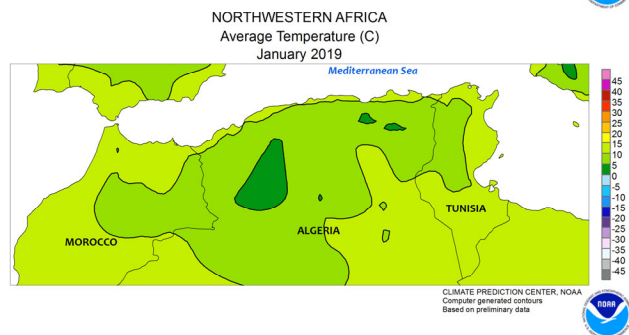 NORTHWESTERN AFRICA
Average Temperature (C)
January 2019
Mediterranean Sea
MOROCCO
ALGERIA
TUNISIA
45
40
35
30
25
20
15
10
5
0
-5
-10
-15
-20
-25
-30
-35
-40
-45
CLIMATE PREDICTION CENTER, NOAA
Computer generated contours
Based on preliminary data
NOAA